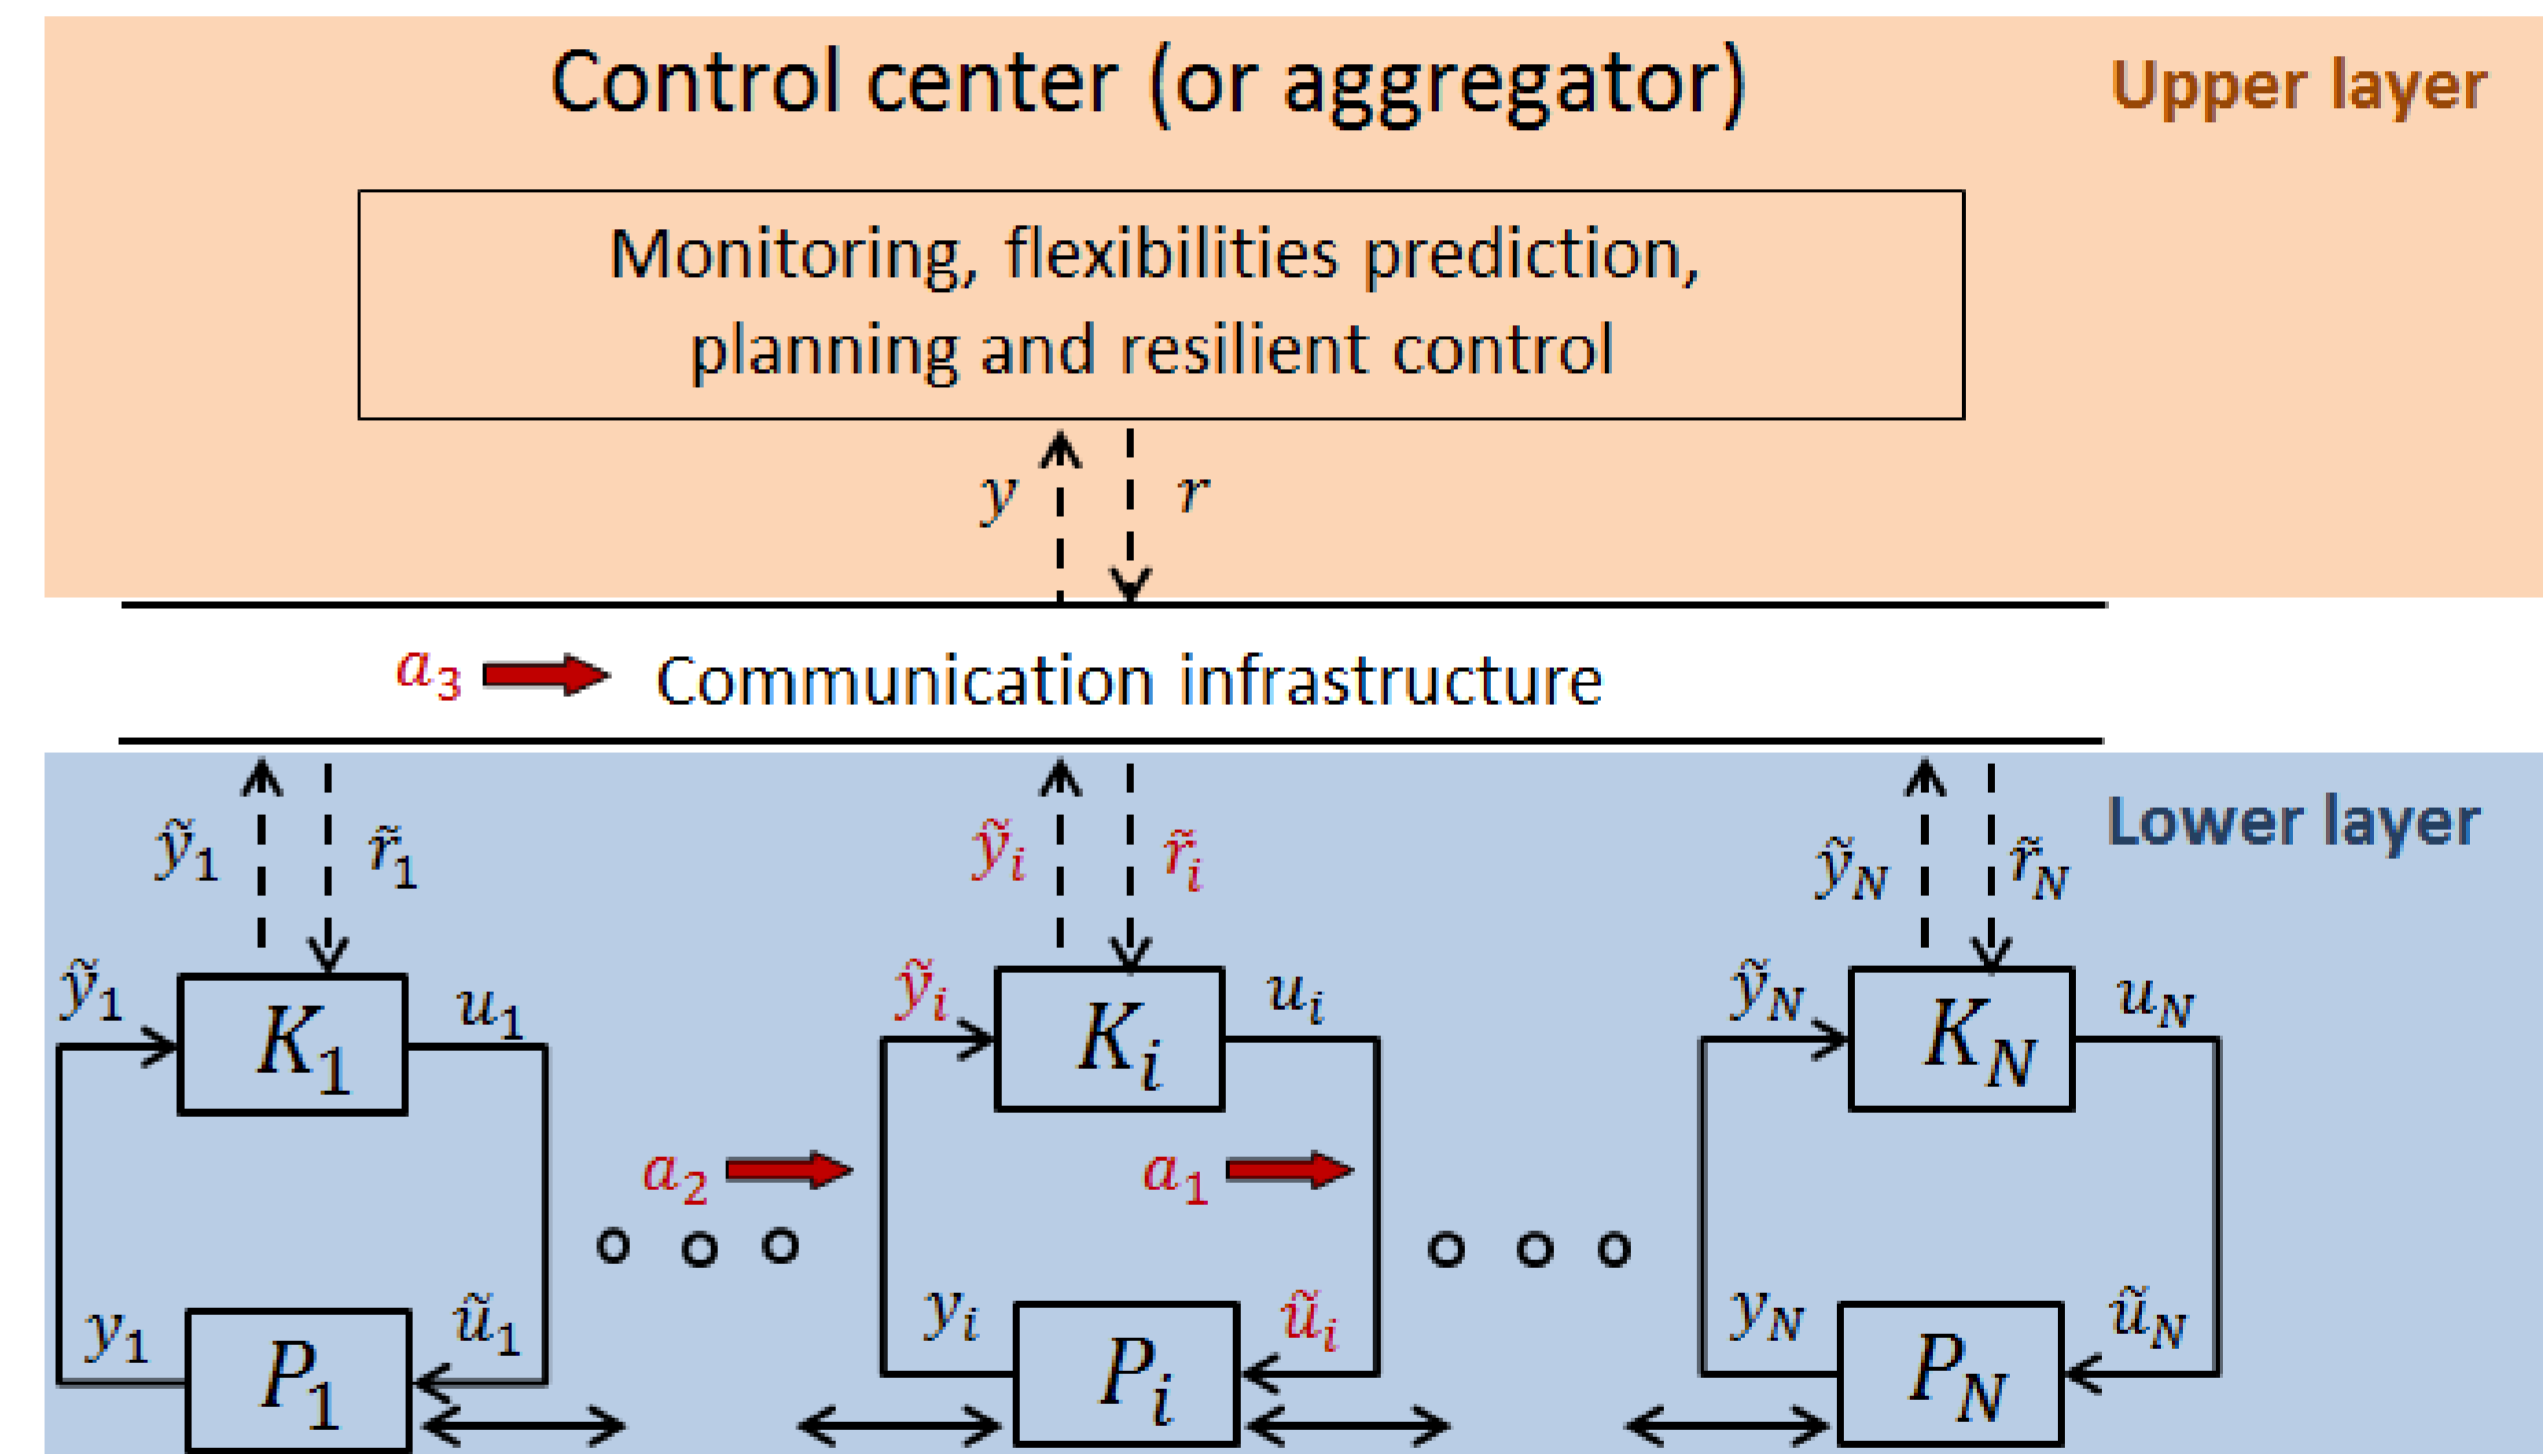 Control center (or aggregator)
Upper layer
Monitoring, flexibilities prediction,
planning and resilient control
y r
a₃ Communication infrastructure
Lower layer
ỹ₁ r̃₁ ỹᵢ r̃ᵢ ỹ_N r̃_N
ỹ₁ K₁ u₁ ỹᵢ Kᵢ uᵢ ỹ_N K_N u_N
a₂ a₁
y₁ P₁ ũ₁ yᵢ Pᵢ ũᵢ y_N P_N ũ_N